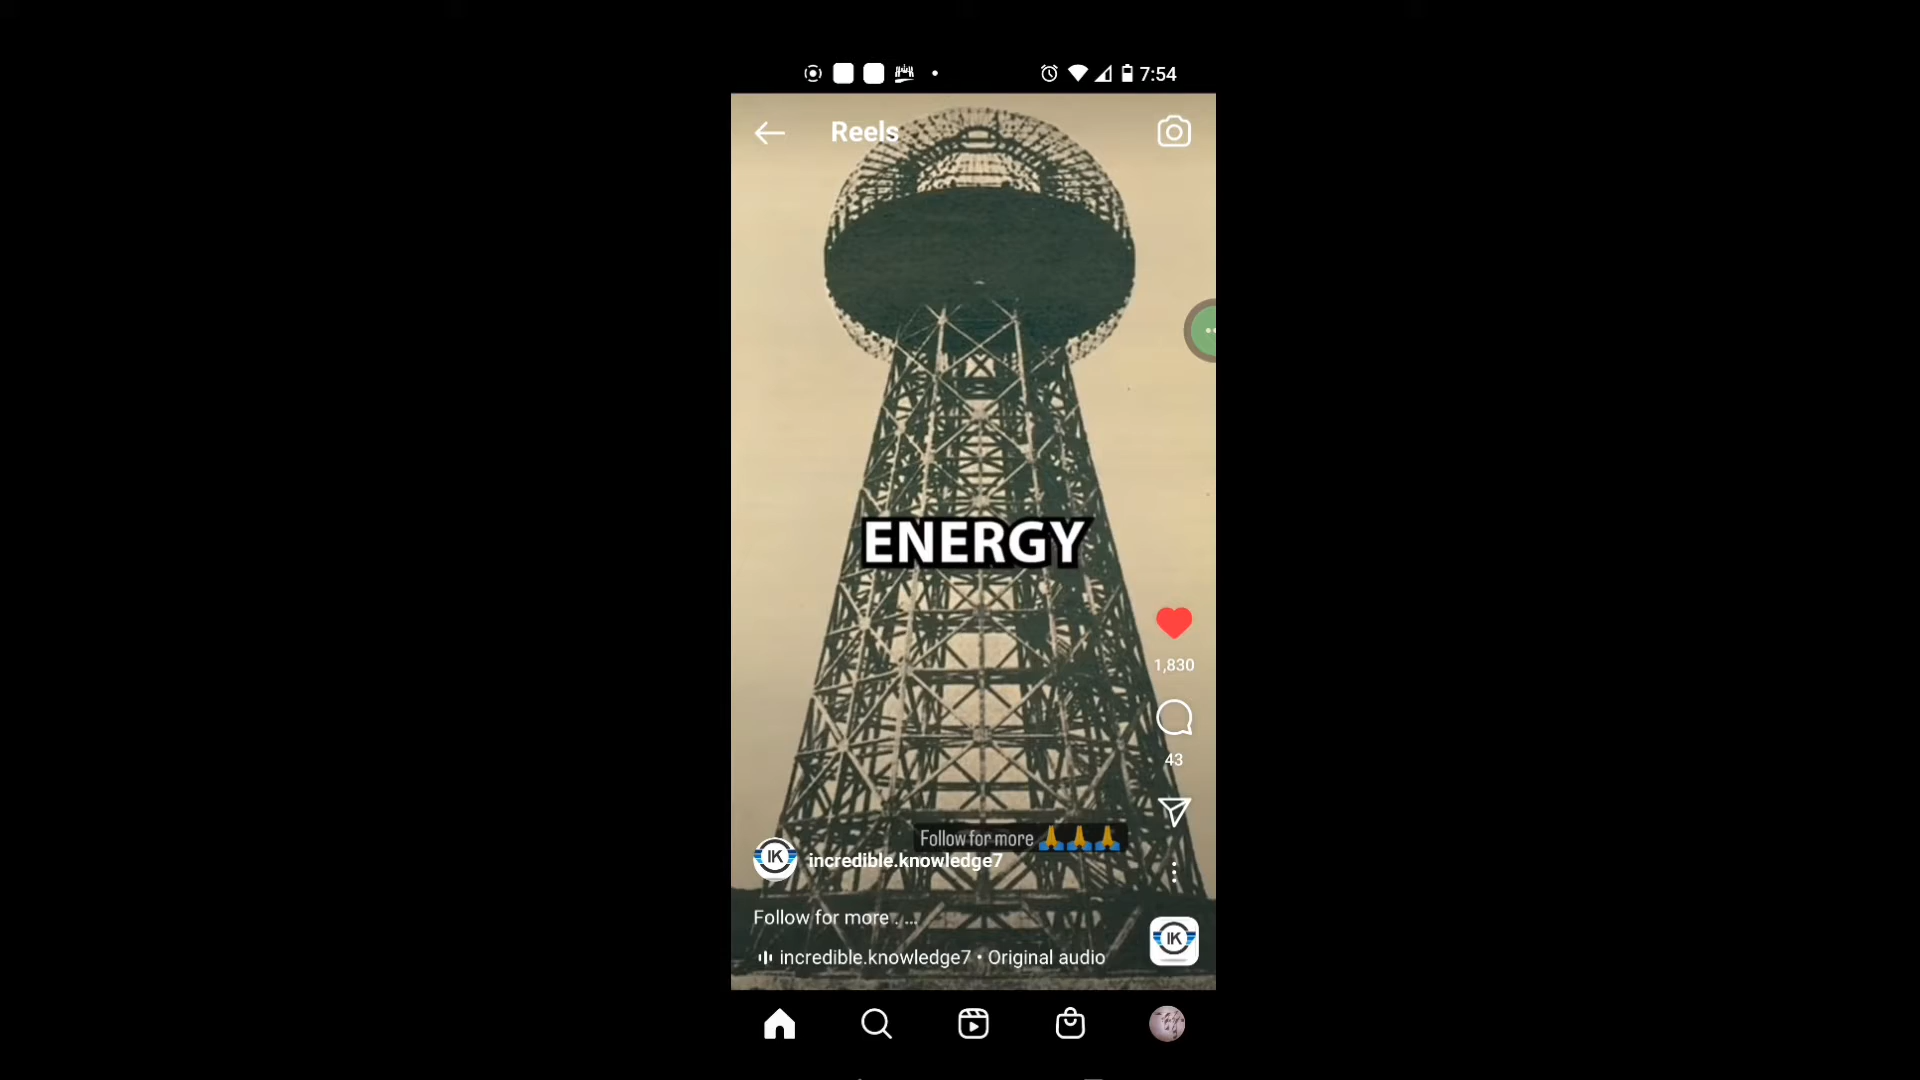 7:54
Reels
ENERGY
1,830
43
Follow for more 🙏🙏🙏
IK incredible.knowledge7
Follow for more . ...
IK
incredible.knowledge7 • Original audio